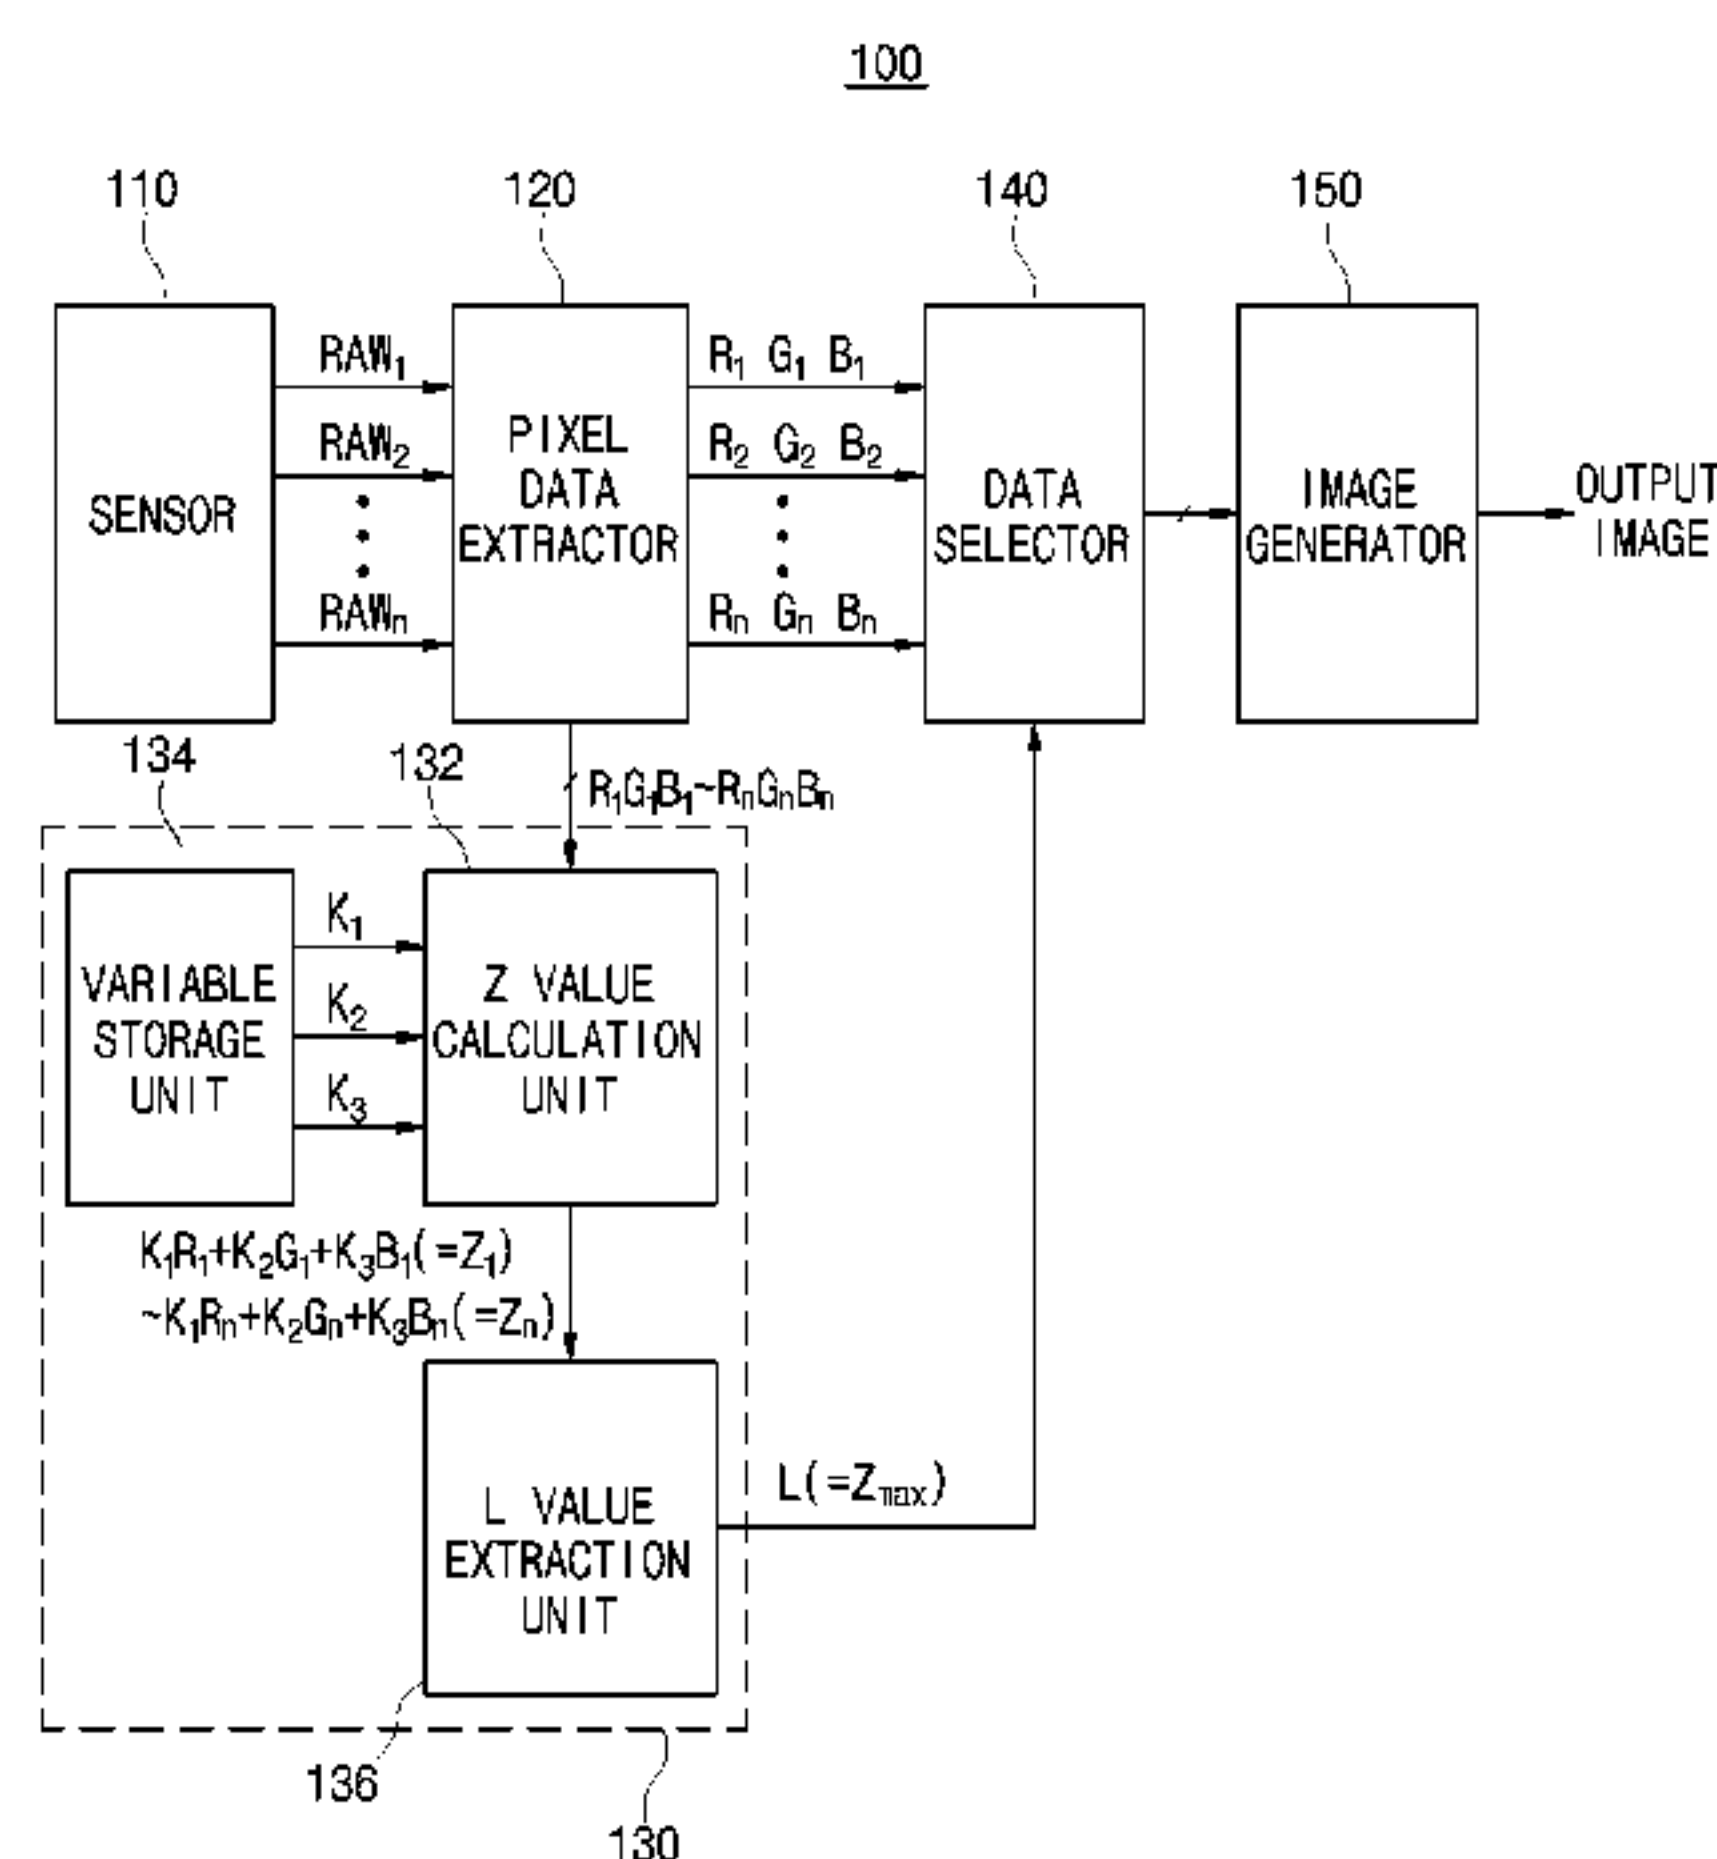 100
110
120
140
150
SENSOR
RAW₁
RAW₂
RAWₙ
PIXEL
DATA
EXTRACTOR
R₁ G₁ B₁
R₂ G₂ B₂
Rₙ Gₙ Bₙ
DATA
SELECTOR
IMAGE
GENERATOR
OUTPUT
IMAGE
134
132
R₁G₁B₁~RₙGₙBₙ
VARIABLE
STORAGE
UNIT
K₁
K₂
K₃
Z VALUE
CALCULATION
UNIT
K₁R₁+K₂G₁+K₃B₁(=Z₁)
~K₁Rₙ+K₂Gₙ+K₃Bₙ(=Zₙ)
L VALUE
EXTRACTION
UNIT
L(=Zmax)
136
130